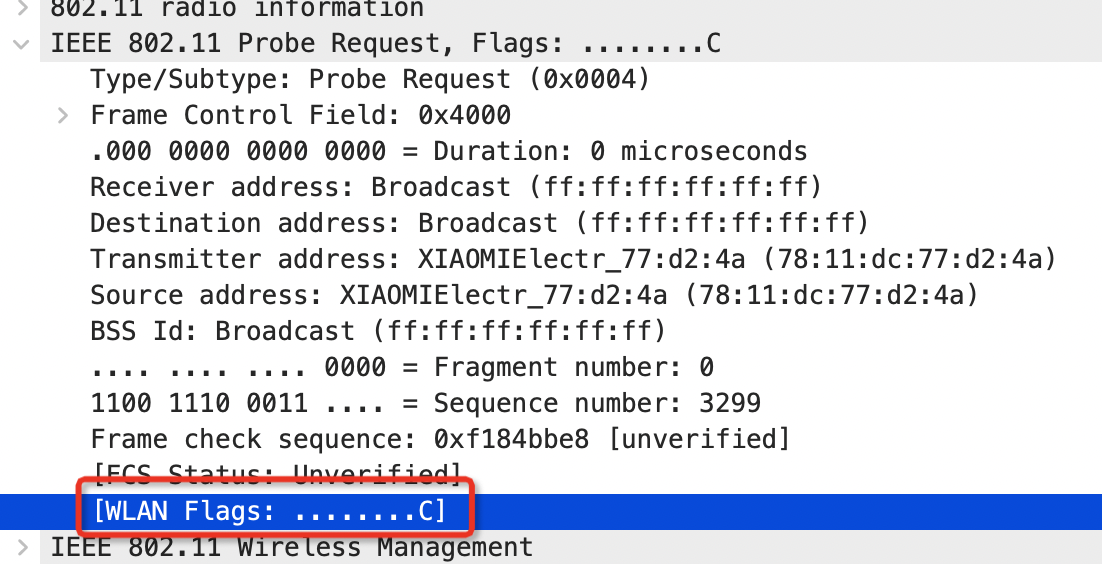 802.11 radio information
IEEE 802.11 Probe Request, Flags: ........C
Type/Subtype: Probe Request (0x0004)
Frame Control Field: 0x4000
.000 0000 0000 0000 = Duration: 0 microseconds
Receiver address: Broadcast (ff:ff:ff:ff:ff:ff)
Destination address: Broadcast (ff:ff:ff:ff:ff:ff)
Transmitter address: XIAOMIElectr_77:d2:4a (78:11:dc:77:d2:4a)
Source address: XIAOMIElectr_77:d2:4a (78:11:dc:77:d2:4a)
BSS Id: Broadcast (ff:ff:ff:ff:ff:ff)
.... .... .... 0000 = Fragment number: 0
1100 1110 0011 .... = Sequence number: 3299
Frame check sequence: 0xf184bbe8 [unverified]
[FCS Status: Unverified]
[WLAN Flags: ........C]
IEEE 802.11 Wireless Management